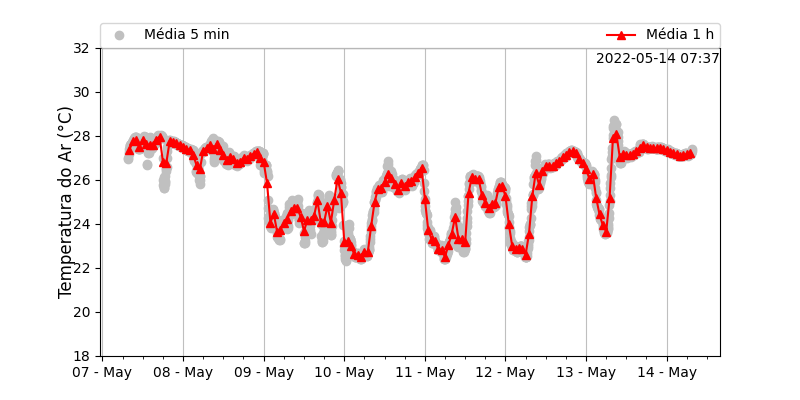 Média 5 min
Média 1 h
2022-05-14 07:37
Temperatura do Ar (°C)
32
30
28
26
24
22
20
18
07 - May
08 - May
09 - May
10 - May
11 - May
12 - May
13 - May
14 - May